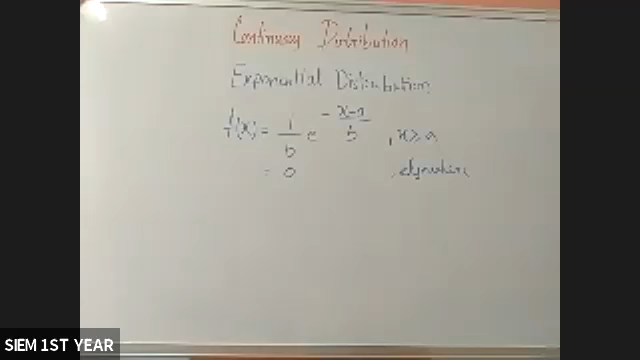 Continuous Distribution
Exponential Distribution
f(x) = 1/b e^-(x-a)/b , x ≥ a
= 0 , elsewhere
SIEM 1ST YEAR